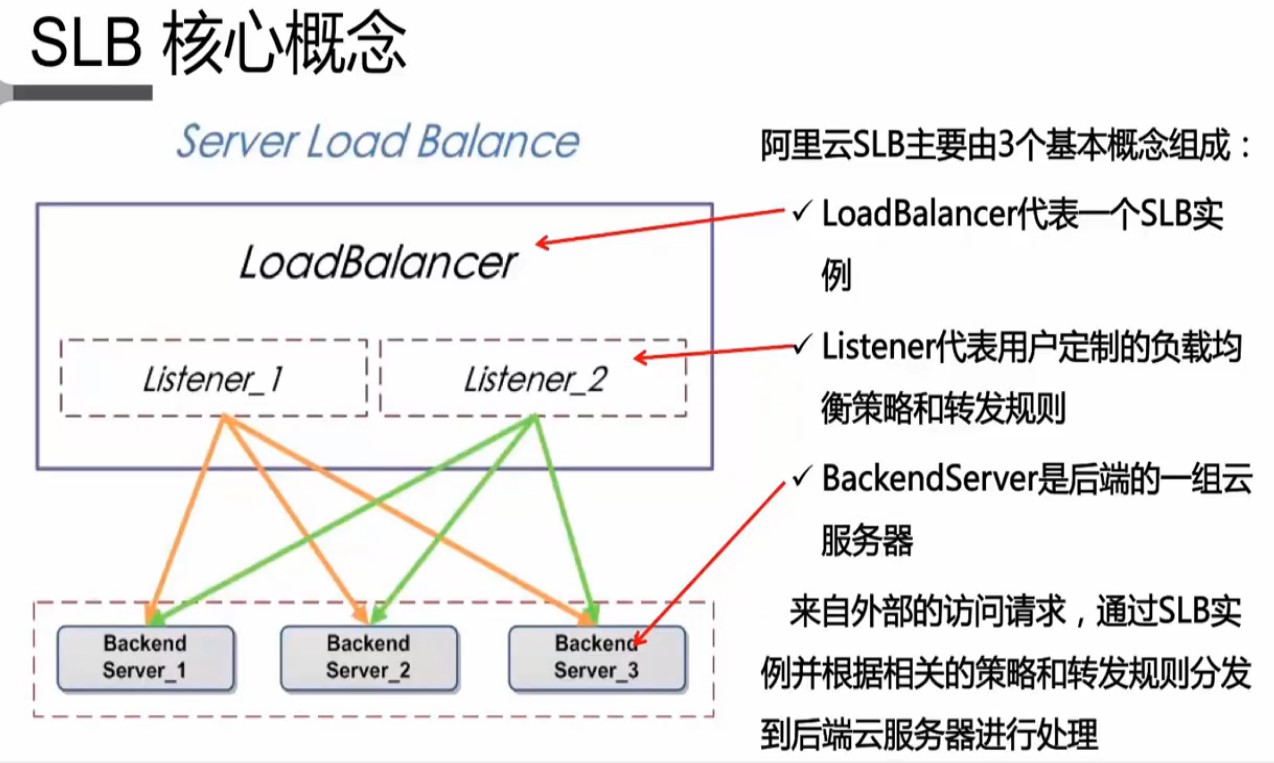 SLB 核心概念
Server Load Balance
LoadBalancer
Listener_1
Listener_2
Backend
Server_1
Backend
Server_2
Backend
Server_3
阿里云SLB主要由3个基本概念组成：
✓ LoadBalancer代表一个SLB实
例
✓ Listener代表用户定制的负载均
衡策略和转发规则
✓ BackendServer是后端的一组云
服务器
来自外部的访问请求，通过SLB实
例并根据相关的策略和转发规则分发
到后端云服务器进行处理